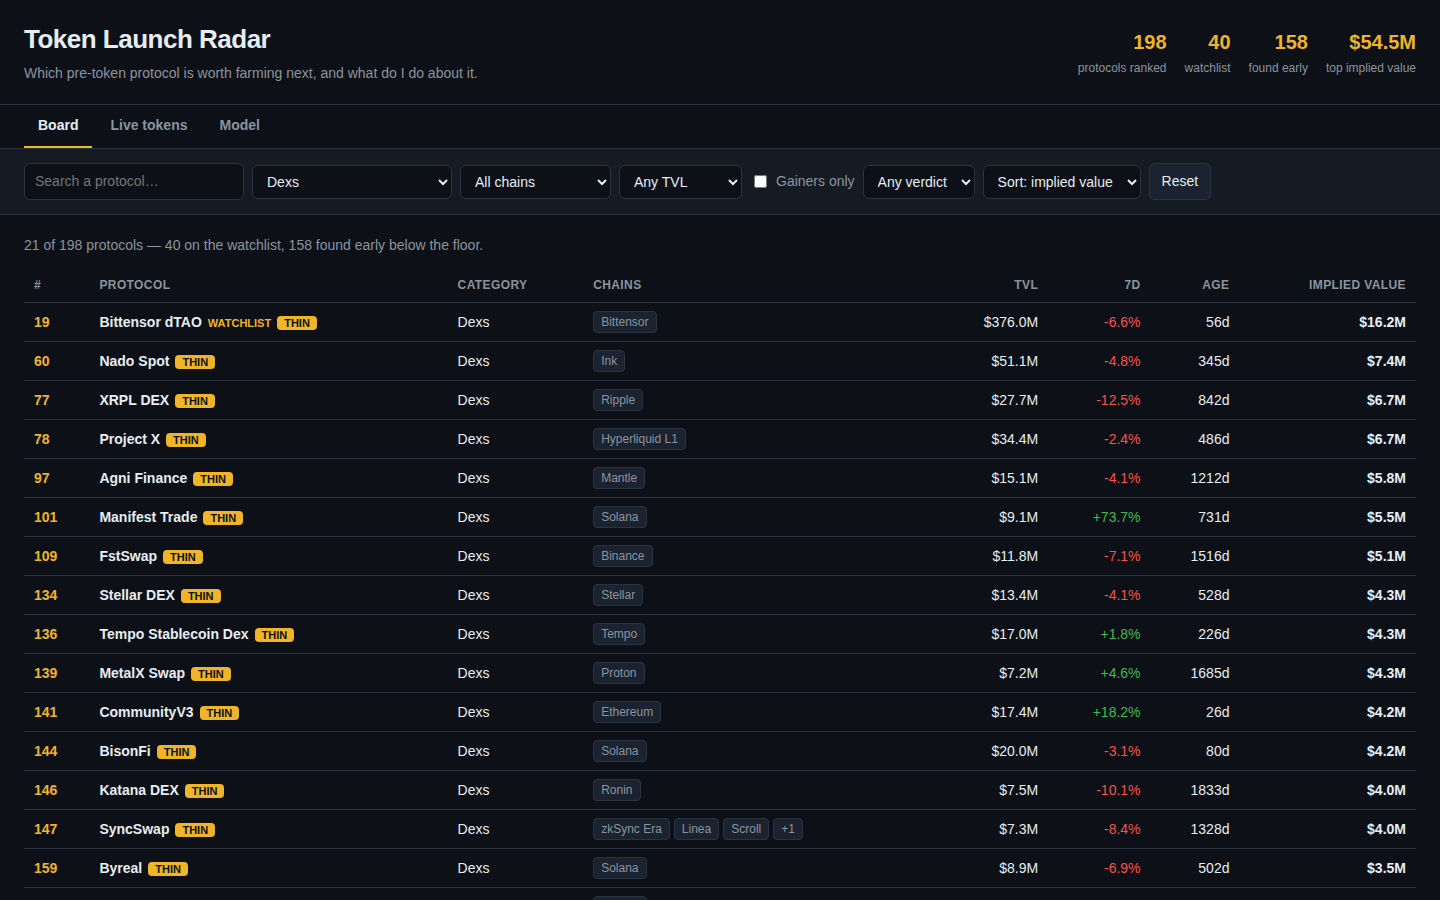 Token Launch Radar
Which pre-token protocol is worth farming next, and what do I do about it.
198 40 158 $54.5M
protocols ranked watchlist found early top implied value
Board Live tokens Model
Search a protocol… Dexs All chains Any TVL Gainers only Any verdict Sort: implied value Reset
21 of 198 protocols — 40 on the watchlist, 158 found early below the floor.
# PROTOCOL CATEGORY CHAINS TVL 7D AGE IMPLIED VALUE
19 Bittensor dTAO WATCHLIST THIN Dexs Bittensor $376.0M -6.6% 56d $16.2M
60 Nado Spot THIN Dexs Ink $51.1M -4.8% 345d $7.4M
77 XRPL DEX THIN Dexs Ripple $27.7M -12.5% 842d $6.7M
78 Project X THIN Dexs Hyperliquid L1 $34.4M -2.4% 486d $6.7M
97 Agni Finance THIN Dexs Mantle $15.1M -4.1% 1212d $5.8M
101 Manifest Trade THIN Dexs Solana $9.1M +73.7% 731d $5.5M
109 FstSwap THIN Dexs Binance $11.8M -7.1% 1516d $5.1M
134 Stellar DEX THIN Dexs Stellar $13.4M -4.1% 528d $4.3M
136 Tempo Stablecoin Dex THIN Dexs Tempo $17.0M +1.8% 226d $4.3M
139 MetalX Swap THIN Dexs Proton $7.2M +4.6% 1685d $4.3M
141 CommunityV3 THIN Dexs Ethereum $17.4M +18.2% 26d $4.2M
144 BisonFi THIN Dexs Solana $20.0M -3.1% 80d $4.2M
146 Katana DEX THIN Dexs Ronin $7.5M -10.1% 1833d $4.0M
147 SyncSwap THIN Dexs zkSync Era Linea Scroll +1 $7.3M -8.4% 1328d $4.0M
159 Byreal THIN Dexs Solana $8.9M -6.9% 502d $3.5M